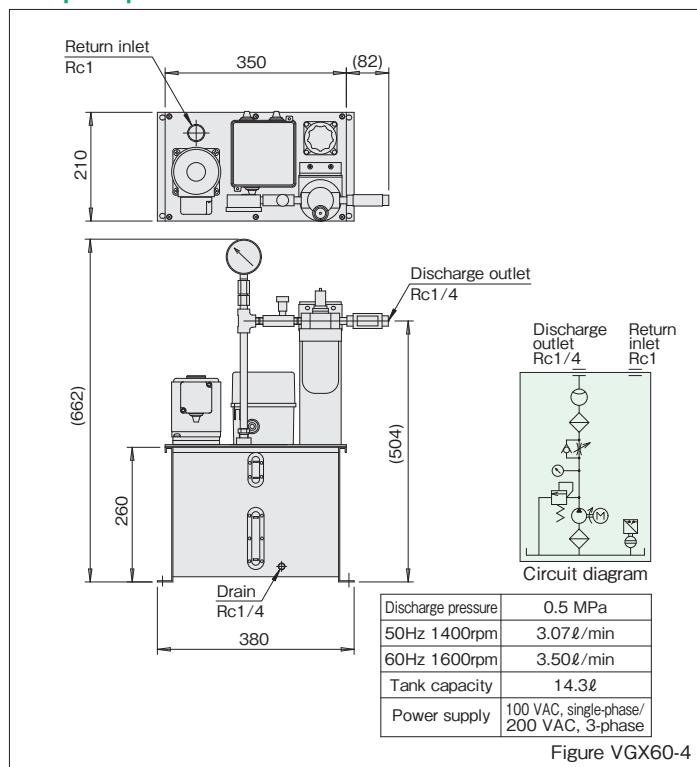 Return inlet
Rc1
350
(82)
210
Discharge outlet
Rc1/4
(662)
(504)
260
Drain
Rc1/4
380
Discharge
outlet
Rc1/4
Return
inlet
Rc1
M
Circuit diagram
Discharge pressure 0.5 MPa
50Hz 1400rpm 3.07ℓ/min
60Hz 1600rpm 3.50ℓ/min
Tank capacity 14.3ℓ
Power supply 100 VAC, single-phase/
200 VAC, 3-phase
Figure VGX60-4